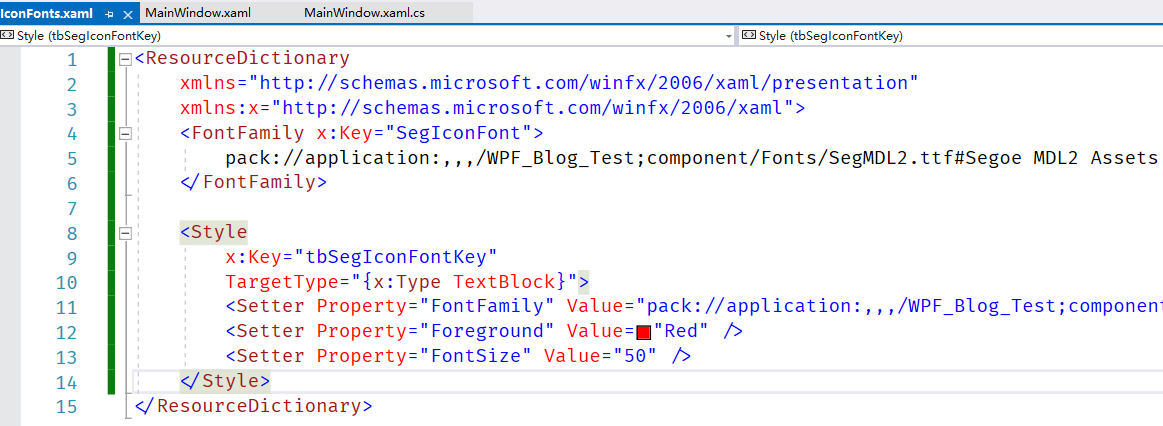 IconFonts.xaml MainWindow.xaml MainWindow.xaml.cs
Style (tbSegIconFontKey) Style (tbSegIconFontKey)
1 <ResourceDictionary
2 xmlns="http://schemas.microsoft.com/winfx/2006/xaml/presentation"
3 xmlns:x="http://schemas.microsoft.com/winfx/2006/xaml">
4 <FontFamily x:Key="SegIconFont">
5 pack://application:,,,/WPF_Blog_Test;component/Fonts/SegMDL2.ttf#Segoe MDL2 Assets
6 </FontFamily>
7
8 <Style
9 x:Key="tbSegIconFontKey"
10 TargetType="{x:Type TextBlock}">
11 <Setter Property="FontFamily" Value="pack://application:,,,/WPF_Blog_Test;component
12 <Setter Property="Foreground" Value="Red" />
13 <Setter Property="FontSize" Value="50" />
14 </Style>
15 </ResourceDictionary>